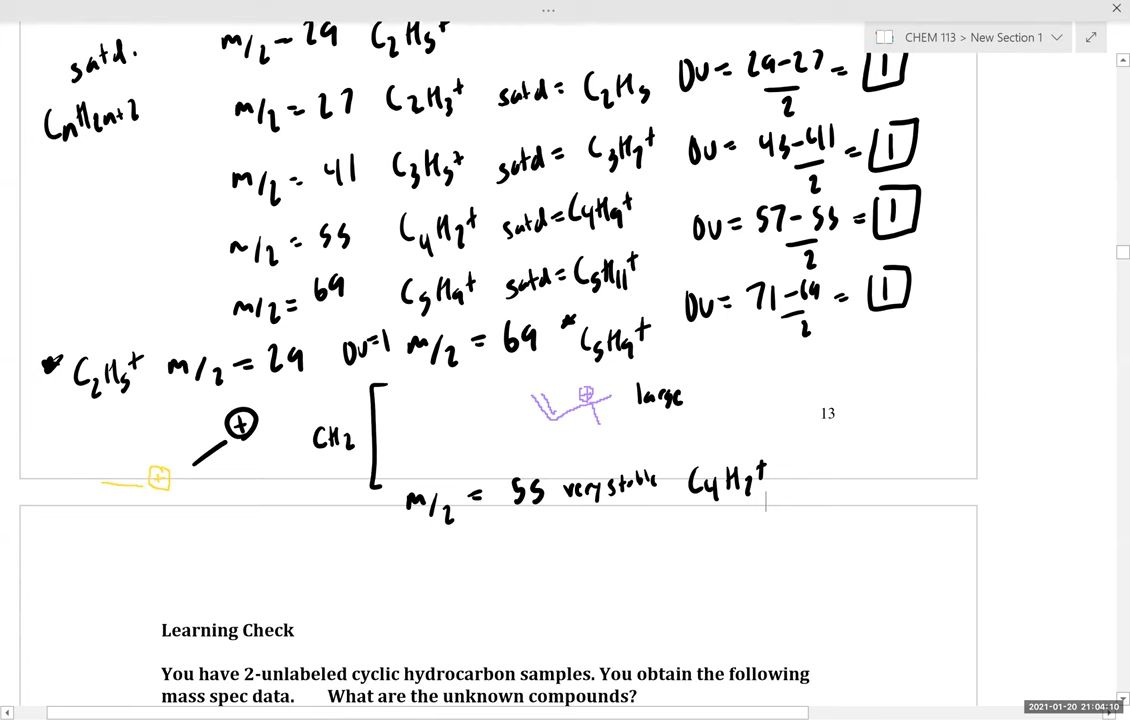 CHEM 113 > New Section 1
satd.
CnH2n+2
m/z - 29 C2H5+
m/z = 27 C2H3+ satd = C2H5 DU = 29-27/2 = 1
m/z = 41 C3H5+ satd = C3H7+ DU = 43-41/2 = 1
m/z = 55 C4H7+ satd = C4H9+ DU = 57-55/2 = 1
m/z = 69 C5H9+ satd = C5H11+ DU = 71-69/2 = 1
* C2H5+ m/z = 29 DU=1 m/z = 69 * C5H9+
+ large
+ CH2 13
+
m/z = 55 very stable C4H7+
Learning Check
You have 2-unlabeled cyclic hydrocarbon samples. You obtain the following
mass spec data. What are the unknown compounds?
2021-01-20 21:04:10